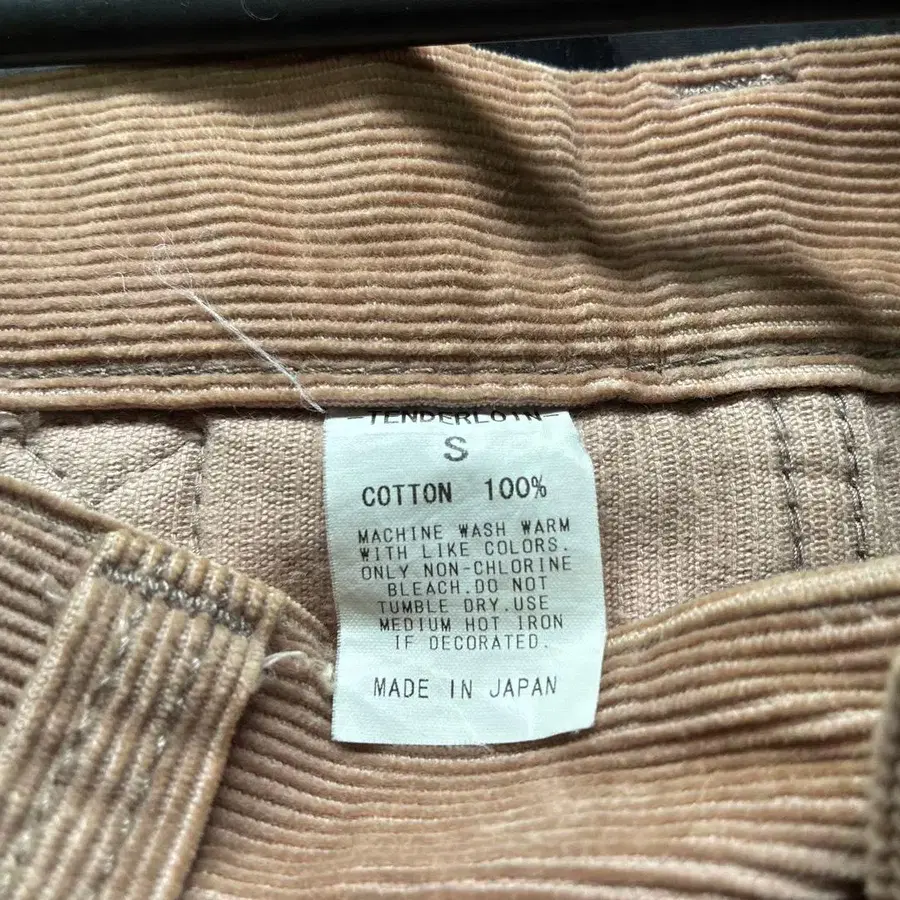 -TENDERLOIN-
S
COTTON 100%
MACHINE WASH WARM
WITH LIKE COLORS.
ONLY NON-CHLORINE
BLEACH.DO NOT
TUMBLE DRY.USE
MEDIUM HOT IRON
IF DECORATED.
MADE IN JAPAN